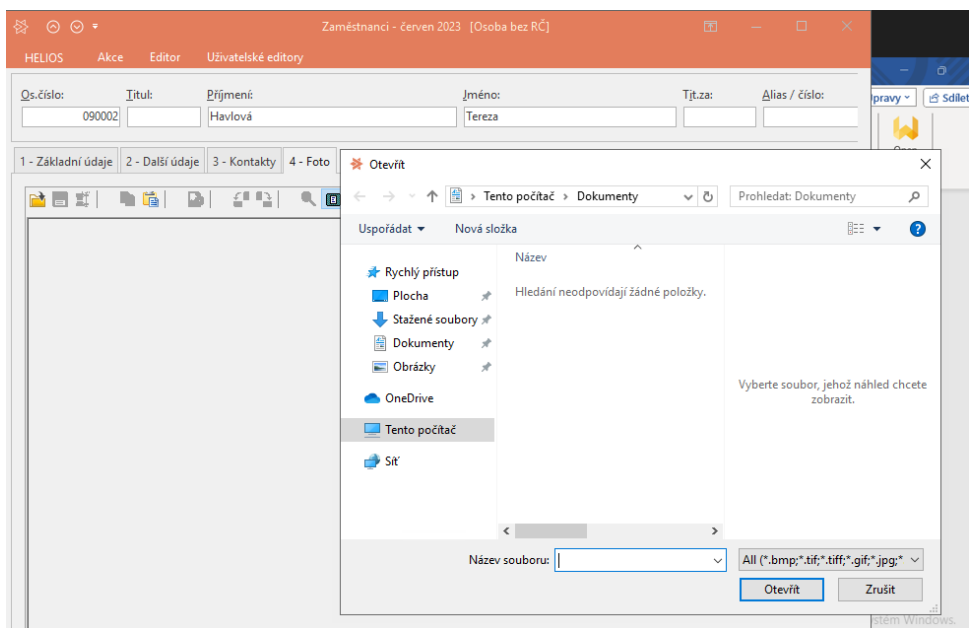 Zaměstnanci - červen 2023 [Osoba bez RČ]
HELIOS Akce Editor Uživatelské editory
Os.číslo: Titul: Příjmení: Jméno: Tit.za: Alias / číslo:
090002 Havlová Tereza
pravy Sdílet
1 - Základní údaje 2 - Další údaje 3 - Kontakty 4 - Foto
Otevřít
Tento počítač > Dokumenty
Prohledat: Dokumenty
Uspořádat Nová složka
Název
Hledání neodpovídají žádné položky.
Rychlý přístup
Plocha
Stažené soubory
Dokumenty
Obrázky
OneDrive
Tento počítač
Síť
Vyberte soubor, jehož náhled chcete
zobrazit.
Název souboru:
All (*.bmp;*.tif;*.tiff;*.gif;*.jpg;*
Otevřít Zrušit
stém Windows.